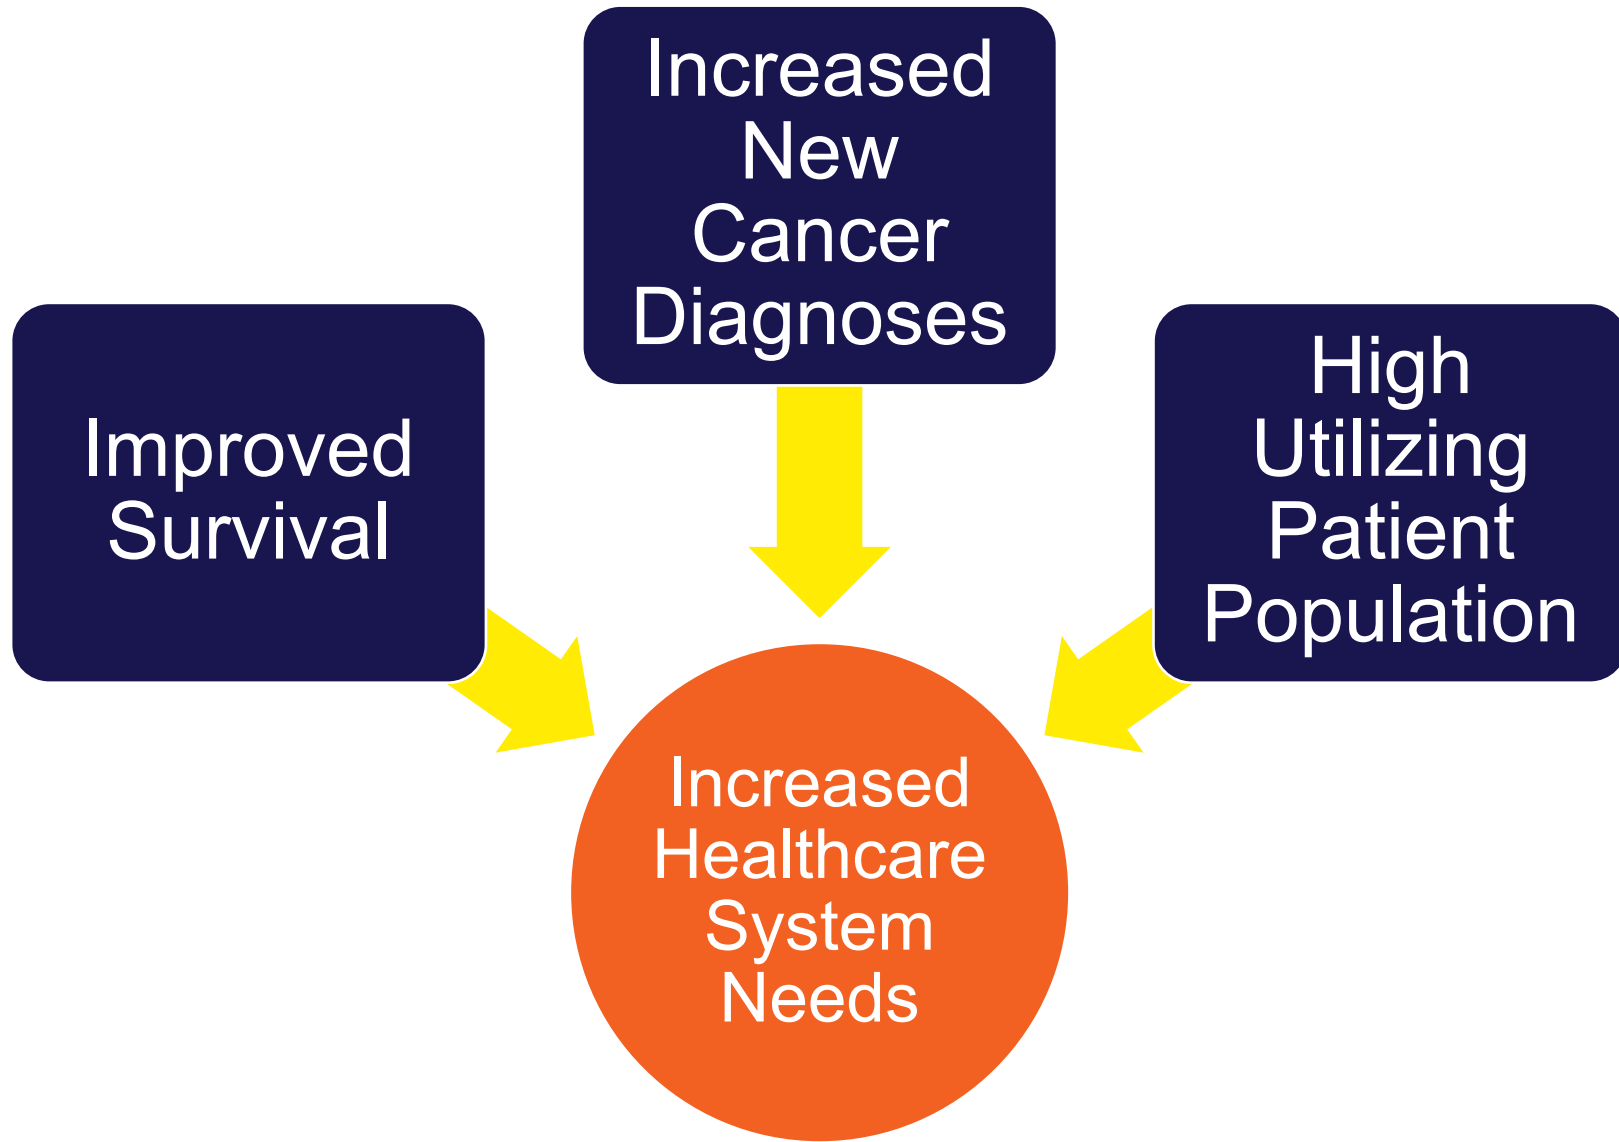 Increased
New
Cancer
Diagnoses
Improved
Survival
High
Utilizing
Patient
Population
Increased
Healthcare
System
Needs